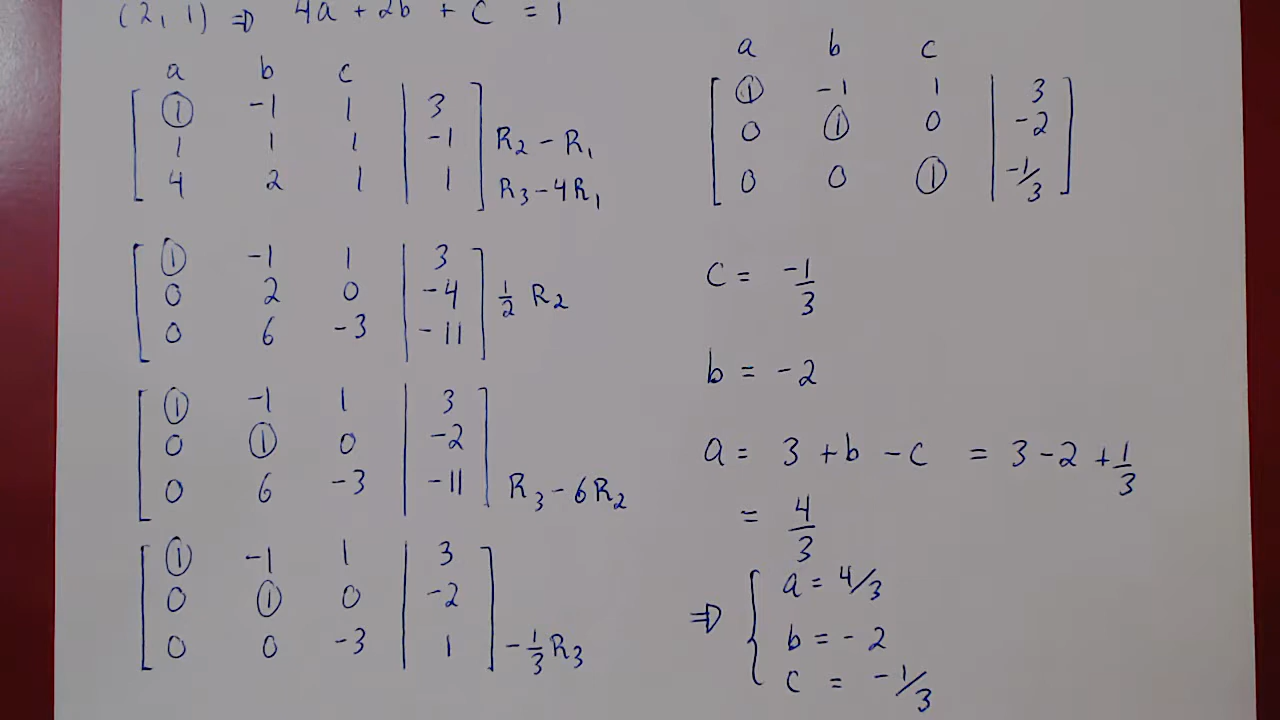 (2, 1) ⇒ 4a + 2b + c = 1
a b c
[ 1 -1 1 | 3 ]
[ 1 1 1 | -1 ] R₂ - R₁
[ 4 2 1 | 1 ] R₃ - 4R₁
[ 1 -1 1 | 3 ]
[ 0 2 0 | -4 ] 1/2 R₂
[ 0 6 -3 | -11 ]
[ 1 -1 1 | 3 ]
[ 0 1 0 | -2 ]
[ 0 6 -3 | -11 ] R₃ - 6R₂
[ 1 -1 1 | 3 ]
[ 0 1 0 | -2 ]
[ 0 0 -3 | 1 ] -1/3 R₃
a b c
[ 1 -1 1 | 3 ]
[ 0 1 0 | -2 ]
[ 0 0 1 | -1/3 ]
c = -1/3
b = -2
a = 3 + b - c = 3 - 2 + 1/3
= 4/3
⇒ { a = 4/3
b = -2
c = -1/3